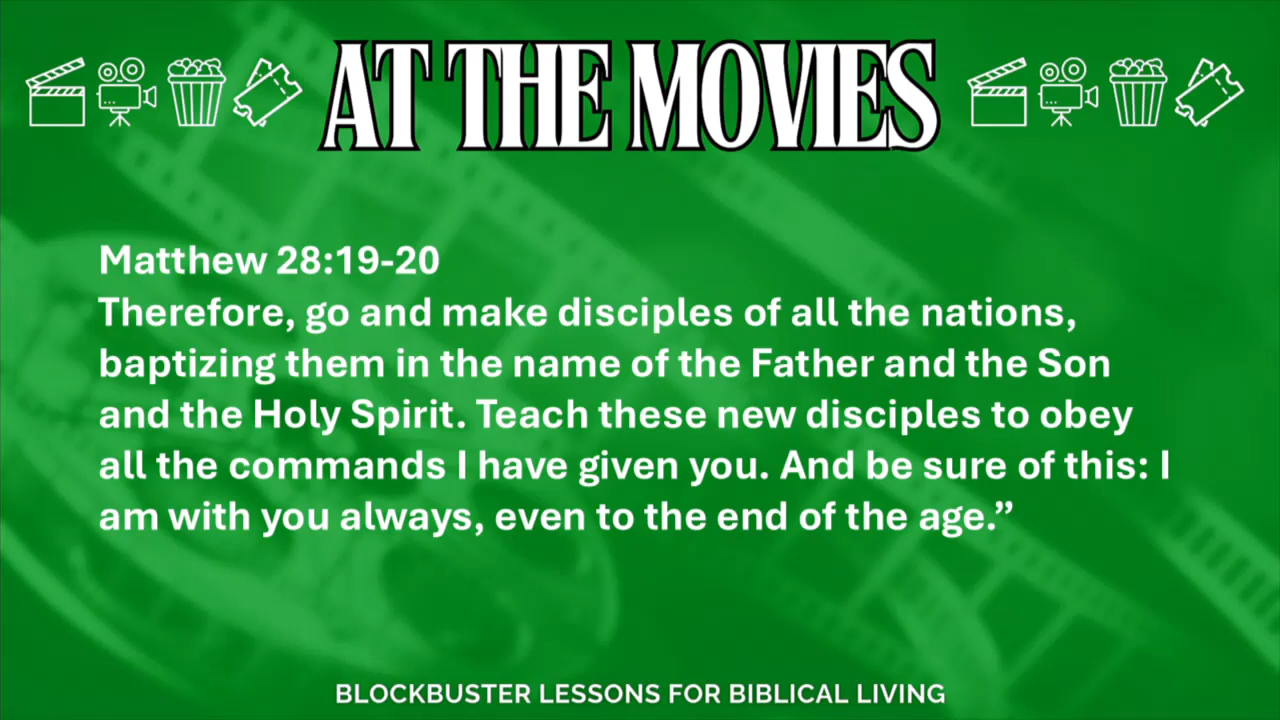 AT THE MOVIES
Matthew 28:19-20
Therefore, go and make disciples of all the nations,
baptizing them in the name of the Father and the Son
and the Holy Spirit. Teach these new disciples to obey
all the commands I have given you. And be sure of this: I
am with you always, even to the end of the age.”
BLOCKBUSTER LESSONS FOR BIBLICAL LIVING